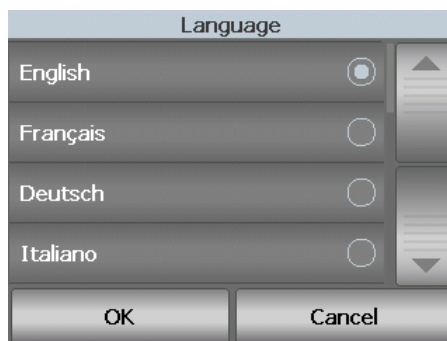 Language
English
Français
Deutsch
Italiano
OK
Cancel